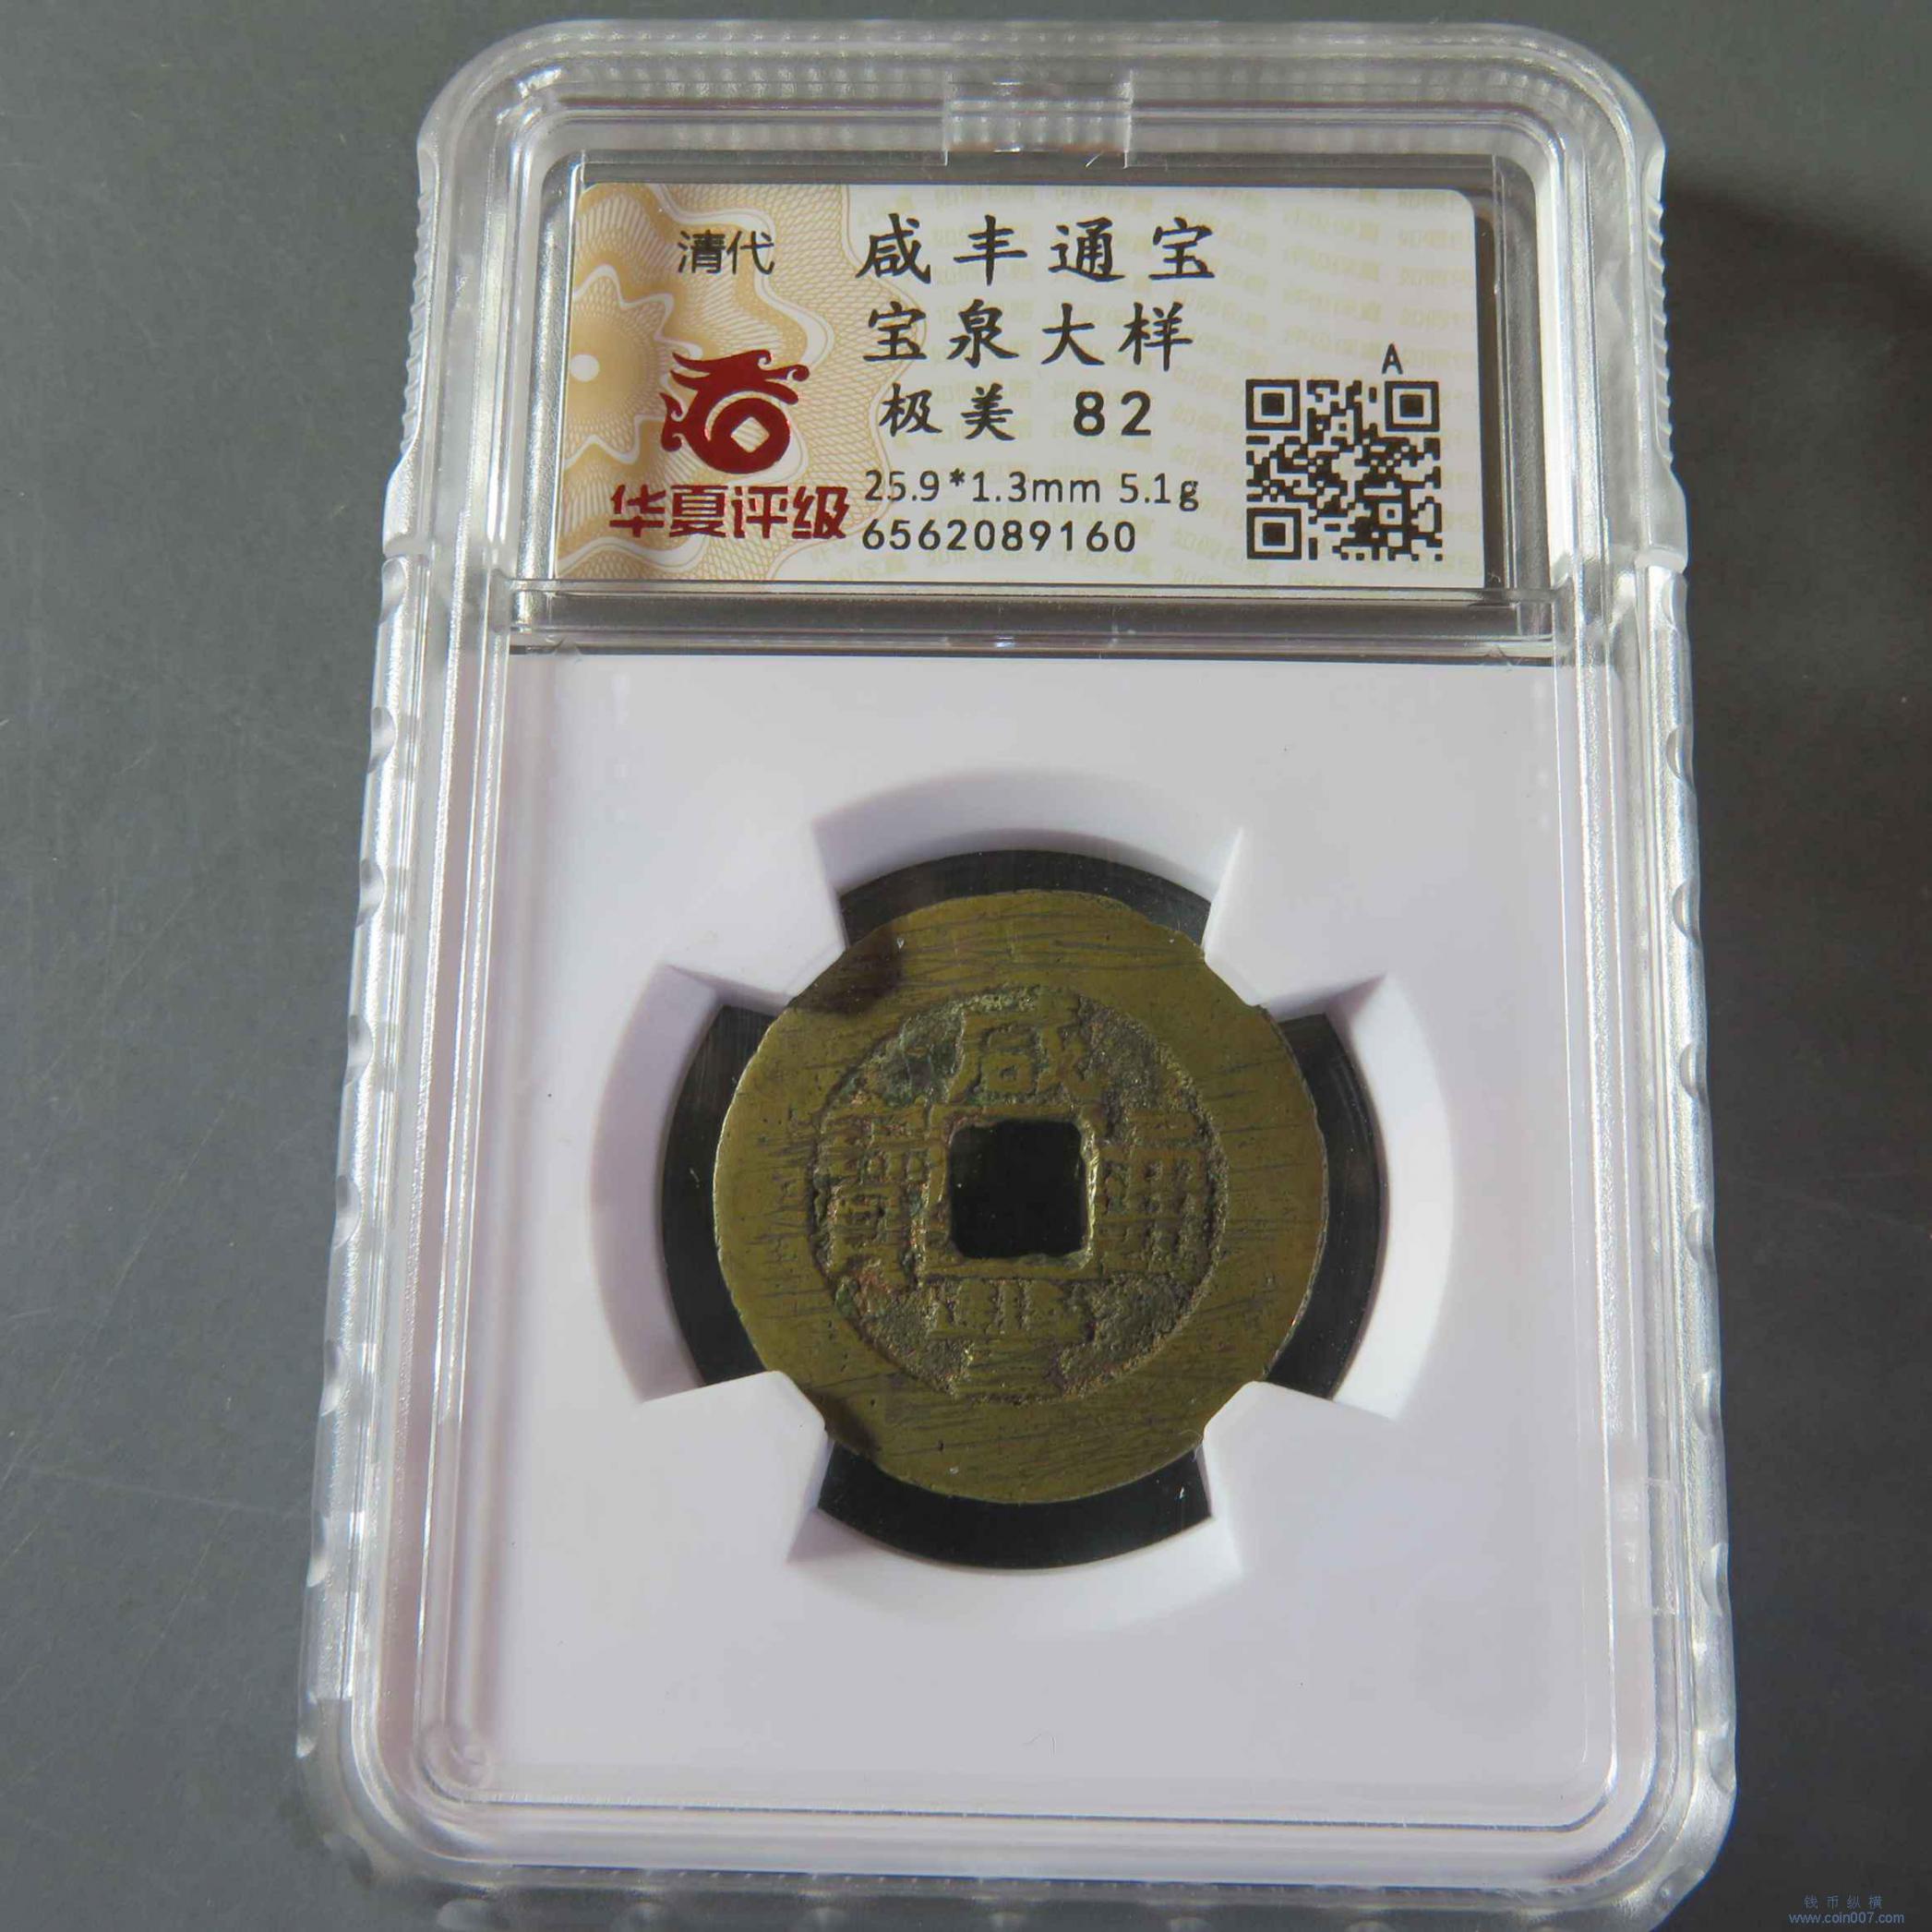 清代
咸丰通宝
宝泉大样
极美 82
A
25.9*1.3mm 5.1g
6562089160
华夏评级
咸
豐
通
寶
钱币纵横
www.coin007.com